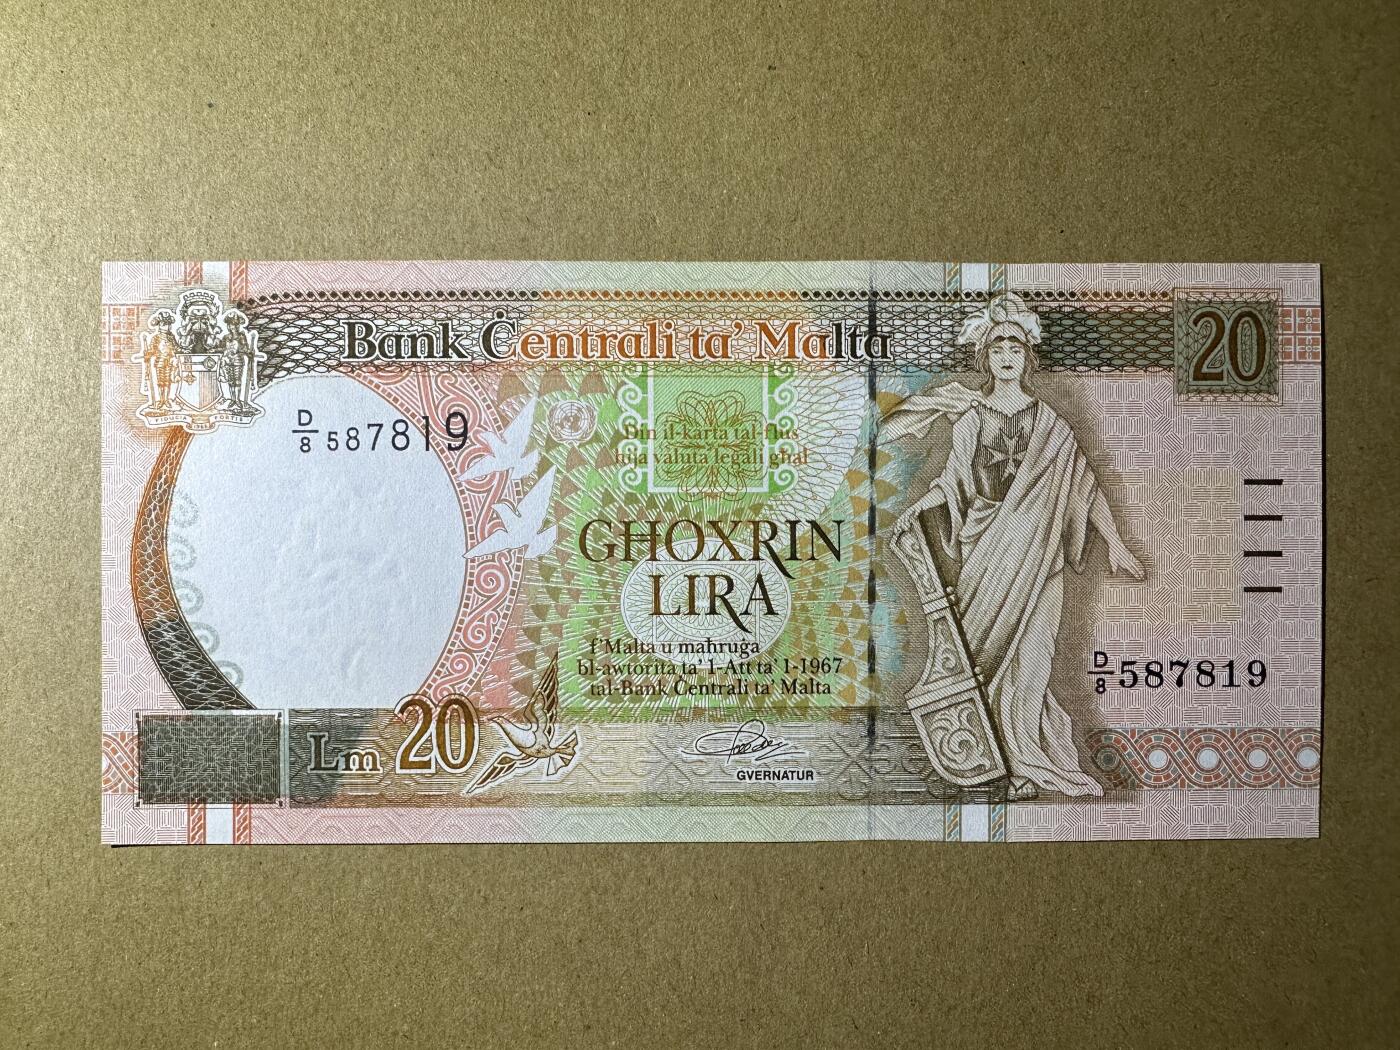 Bank Ċentrali ta' Malta
20
D/8 587819
Din il-karta tal-flus
hija valuta legali għal
GĦOXRIN
LIRA
f'Malta u maħruġa
bl-awtorita ta' l-Att ta' l-1967
tal-Bank Ċentrali ta' Malta
D/8 587819
Lm 20
GVERNATUR